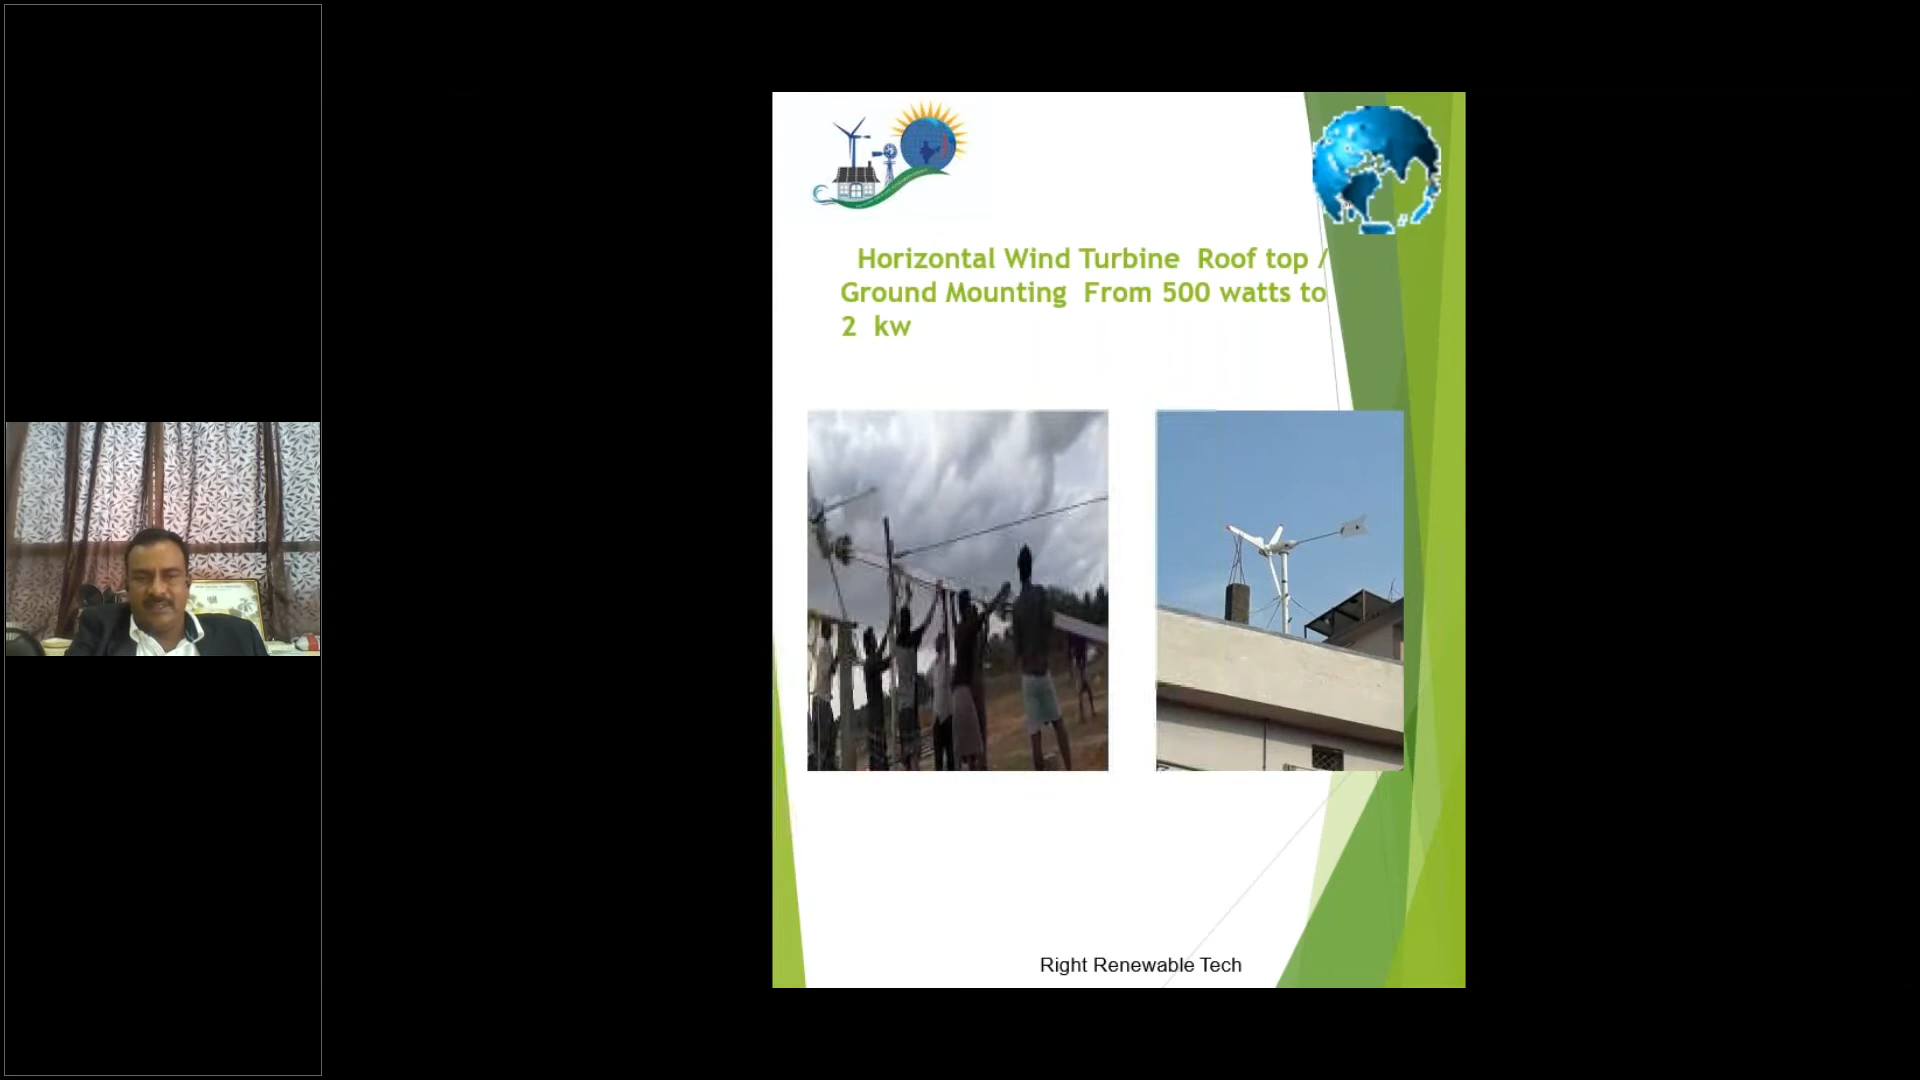 Horizontal Wind Turbine  Roof top /
Ground Mounting  From 500 watts to
2  kw
Right Renewable Tech